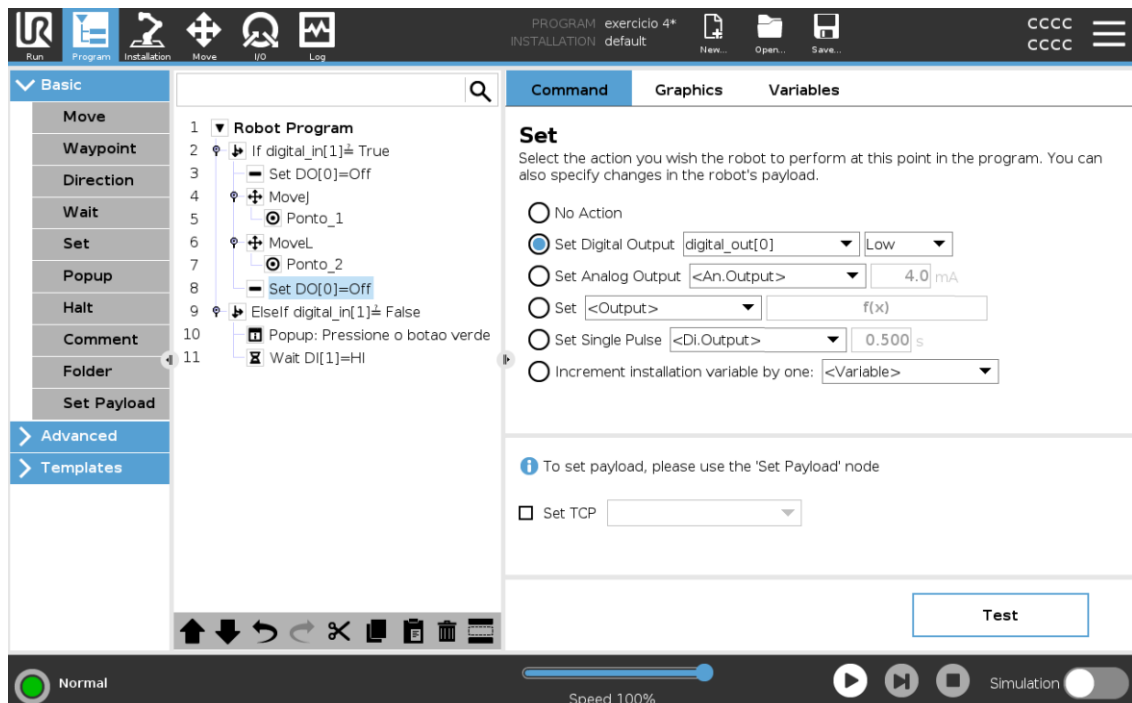 PROGRAM exercicio 4*
INSTALLATION default
CCCC
CCCC
UR
Run Program Installation Move I/O Log
New... Open... Save...
Basic
Move
Waypoint
Direction
Wait
Set
Popup
Halt
Comment
Folder
Set Payload
Advanced
Templates
1 Robot Program
2 If digital_in[1]≟ True
3 Set DO[0]=Off
4 MoveJ
5 Ponto_1
6 MoveL
7 Ponto_2
8 Set DO[0]=Off
9 ElseIf digital_in[1]≟ False
10 Popup: Pressione o botao verde
11 Wait DI[1]=HI
Command Graphics Variables
Set
Select the action you wish the robot to perform at this point in the program. You can
also specify changes in the robot's payload.
No Action
Set Digital Output digital_out[0] Low
Set Analog Output <An.Output> 4.0 mA
Set <Output> f(x)
Set Single Pulse <Di.Output> 0.500 s
Increment installation variable by one: <Variable>
To set payload, please use the 'Set Payload' node
Set TCP
Test
Normal
Speed 100%
Simulation